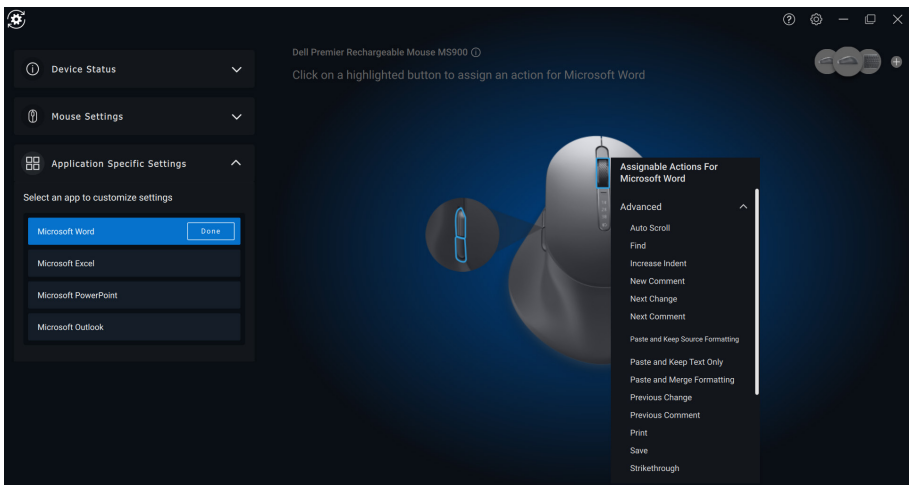 Dell Premier Rechargeable Mouse MS900
Click on a highlighted button to assign an action for Microsoft Word
Device Status
Mouse Settings
Application Specific Settings
Select an app to customize settings
Microsoft Word
Done
Microsoft Excel
Microsoft PowerPoint
Microsoft Outlook
Assignable Actions For
Microsoft Word
Advanced
Auto Scroll
Find
Increase Indent
New Comment
Next Change
Next Comment
Paste and Keep Source Formatting
Paste and Keep Text Only
Paste and Merge Formatting
Previous Change
Previous Comment
Print
Save
Strikethrough